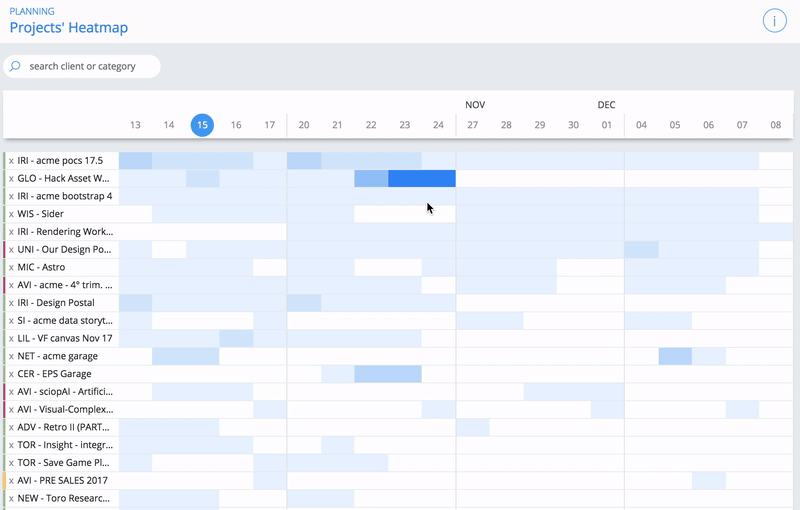 PLANNING
Projects' Heatmap
i
search client or category
NOV DEC
13 14 15 16 17 20 21 22 23 24 27 28 29 30 01 04 05 06 07 08
x IRI - acme pocs 17.5
x GLO - Hack Asset W...
x IRI - acme bootstrap 4
x WIS - Sider
x IRI - Rendering Work...
x UNI - Our Design Po...
x MIC - Astro
x AVI - acme - 4° trim. ...
x IRI - Design Postal
x SI - acme data storyt...
x LIL - VF canvas Nov 17
x NET - acme garage
x CER - EPS Garage
x AVI - sciopAI - Artifici...
x AVI - Visual-Complex...
x ADV - Retro II (PART...
x TOR - Insight - integr...
x TOR - Save Game Pl...
x AVI - PRE SALES 2017
x NEW - Toro Researc...